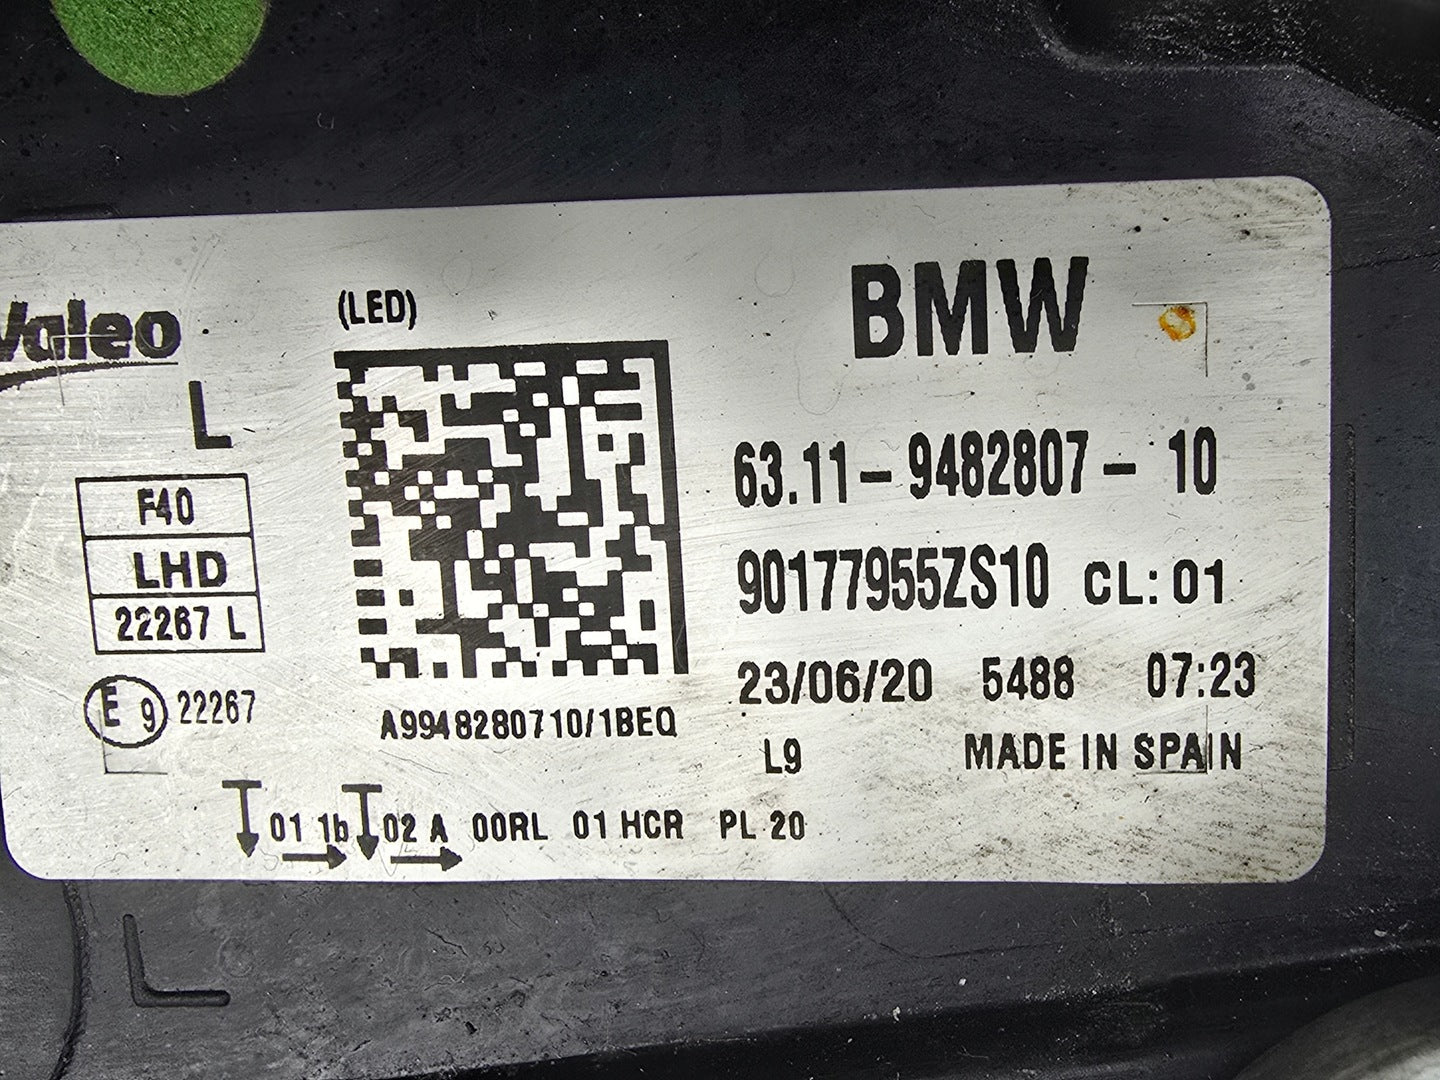 Valeo
(LED)
BMW
L
F40
LHD
22267 L
E 9 22267
A9948280710/1BEQ
63.11-9482807-10
90177955ZS10 CL:01
23/06/20 5488 07:23
L9 MADE IN SPAIN
01 1b 02 A 00RL 01 HCR PL 20
L